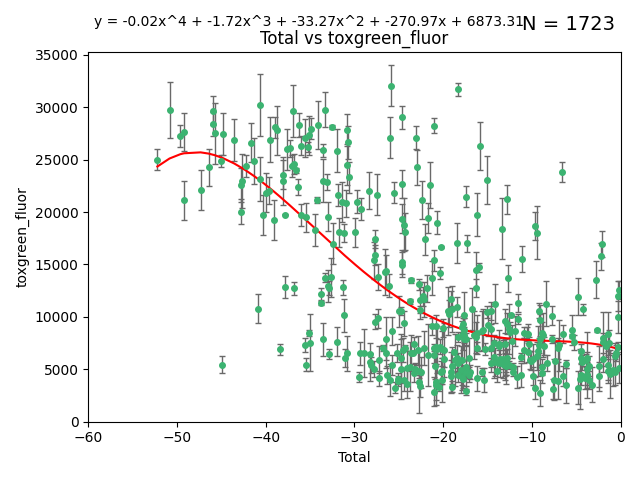 y = -0.02x^4 + -1.72x^3 + -33.27x^2 + -270.97x + 6873.31
N = 1723
Total vs toxgreen_fluor
35000
30000
25000
20000
15000
10000
5000
0
toxgreen_fluor
−60 −50 −40 −30 −20 −10 0
Total